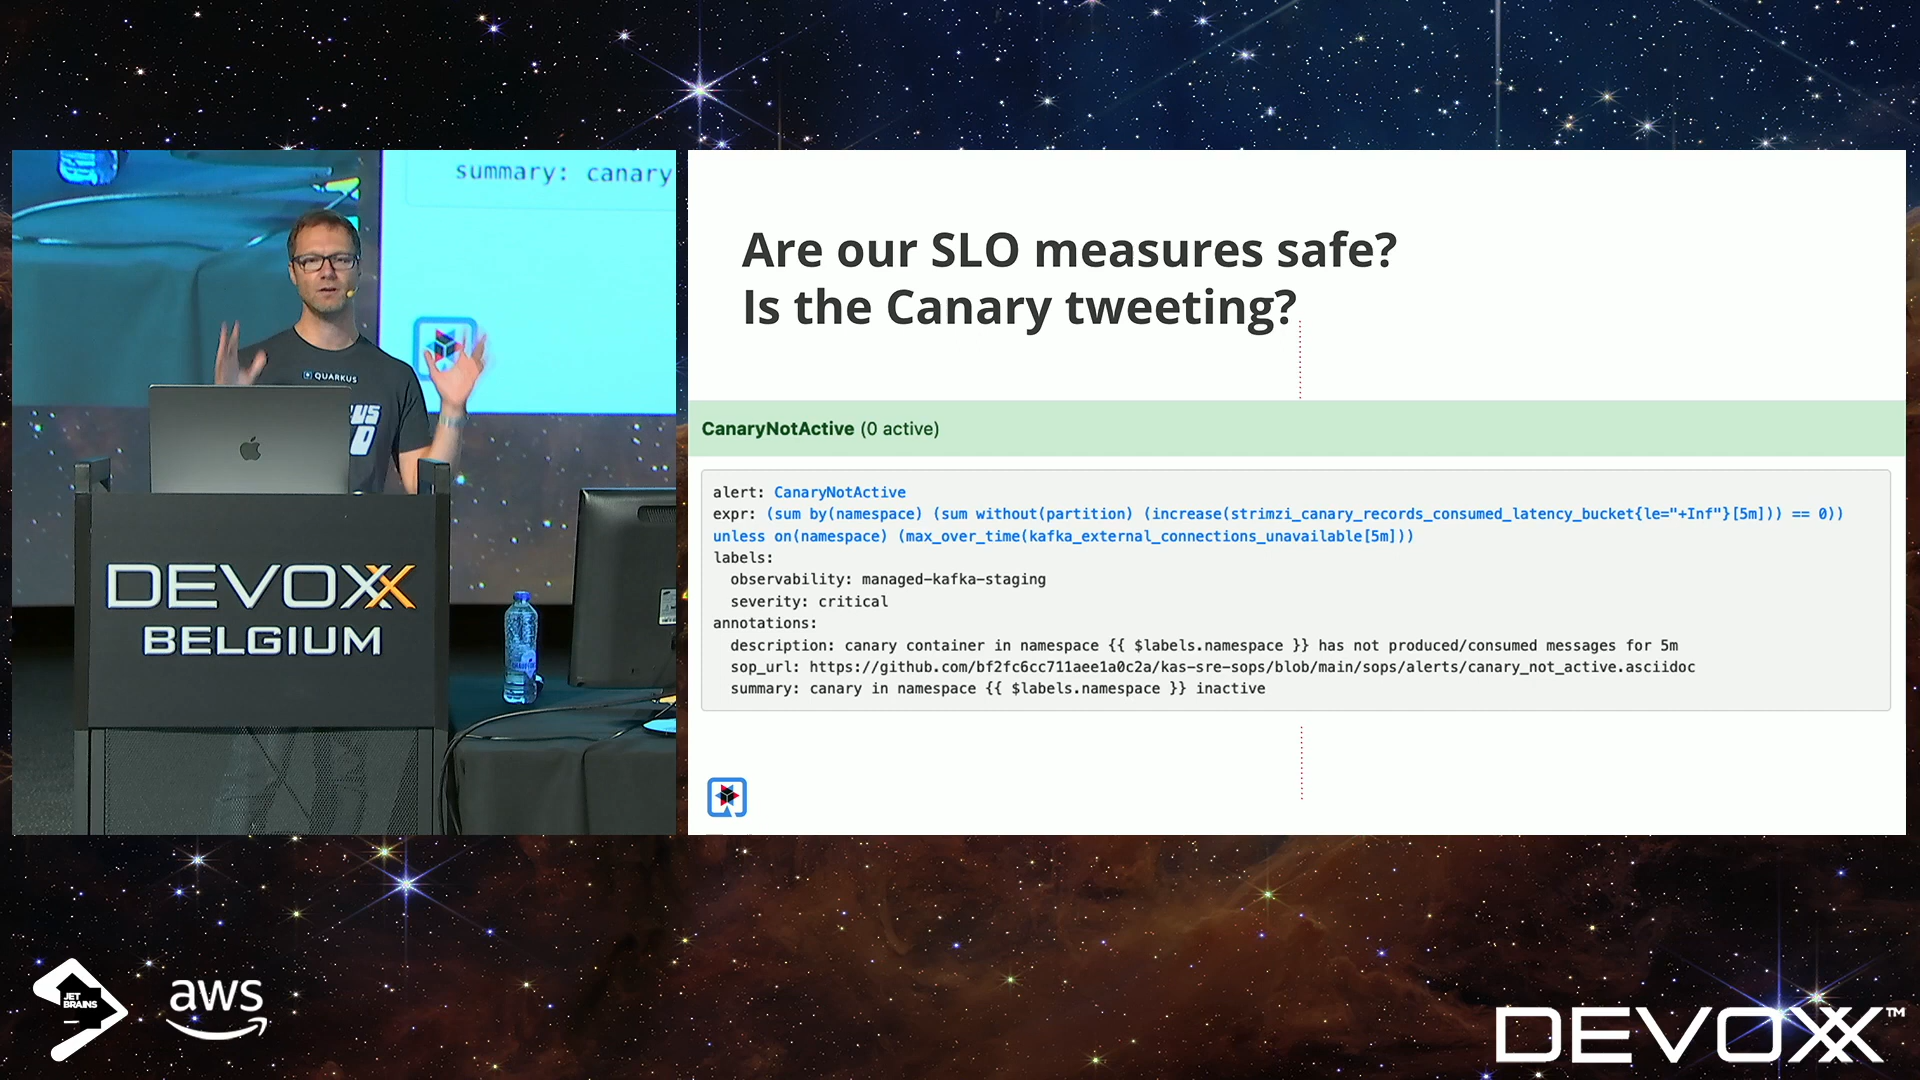 summary: canary
QUARKUS
DEVOXX
BELGIUM
Are our SLO measures safe?
Is the Canary tweeting?
CanaryNotActive (0 active)
alert: CanaryNotActive
expr: (sum by(namespace) (sum without(partition) (increase(strimzi_canary_records_consumed_latency_bucket{le="+Inf"}[5m])) == 0))
unless on(namespace) (max_over_time(kafka_external_connections_unavailable[5m]))
labels:
observability: managed-kafka-staging
severity: critical
annotations:
description: canary container in namespace {{ $labels.namespace }} has not produced/consumed messages for 5m
sop_url: https://github.com/bf2fc6cc711aee1a0c2a/kas-sre-sops/blob/main/sops/alerts/canary_not_active.asciidoc
summary: canary in namespace {{ $labels.namespace }} inactive
JET
BRAINS
aws
DEVOXX™